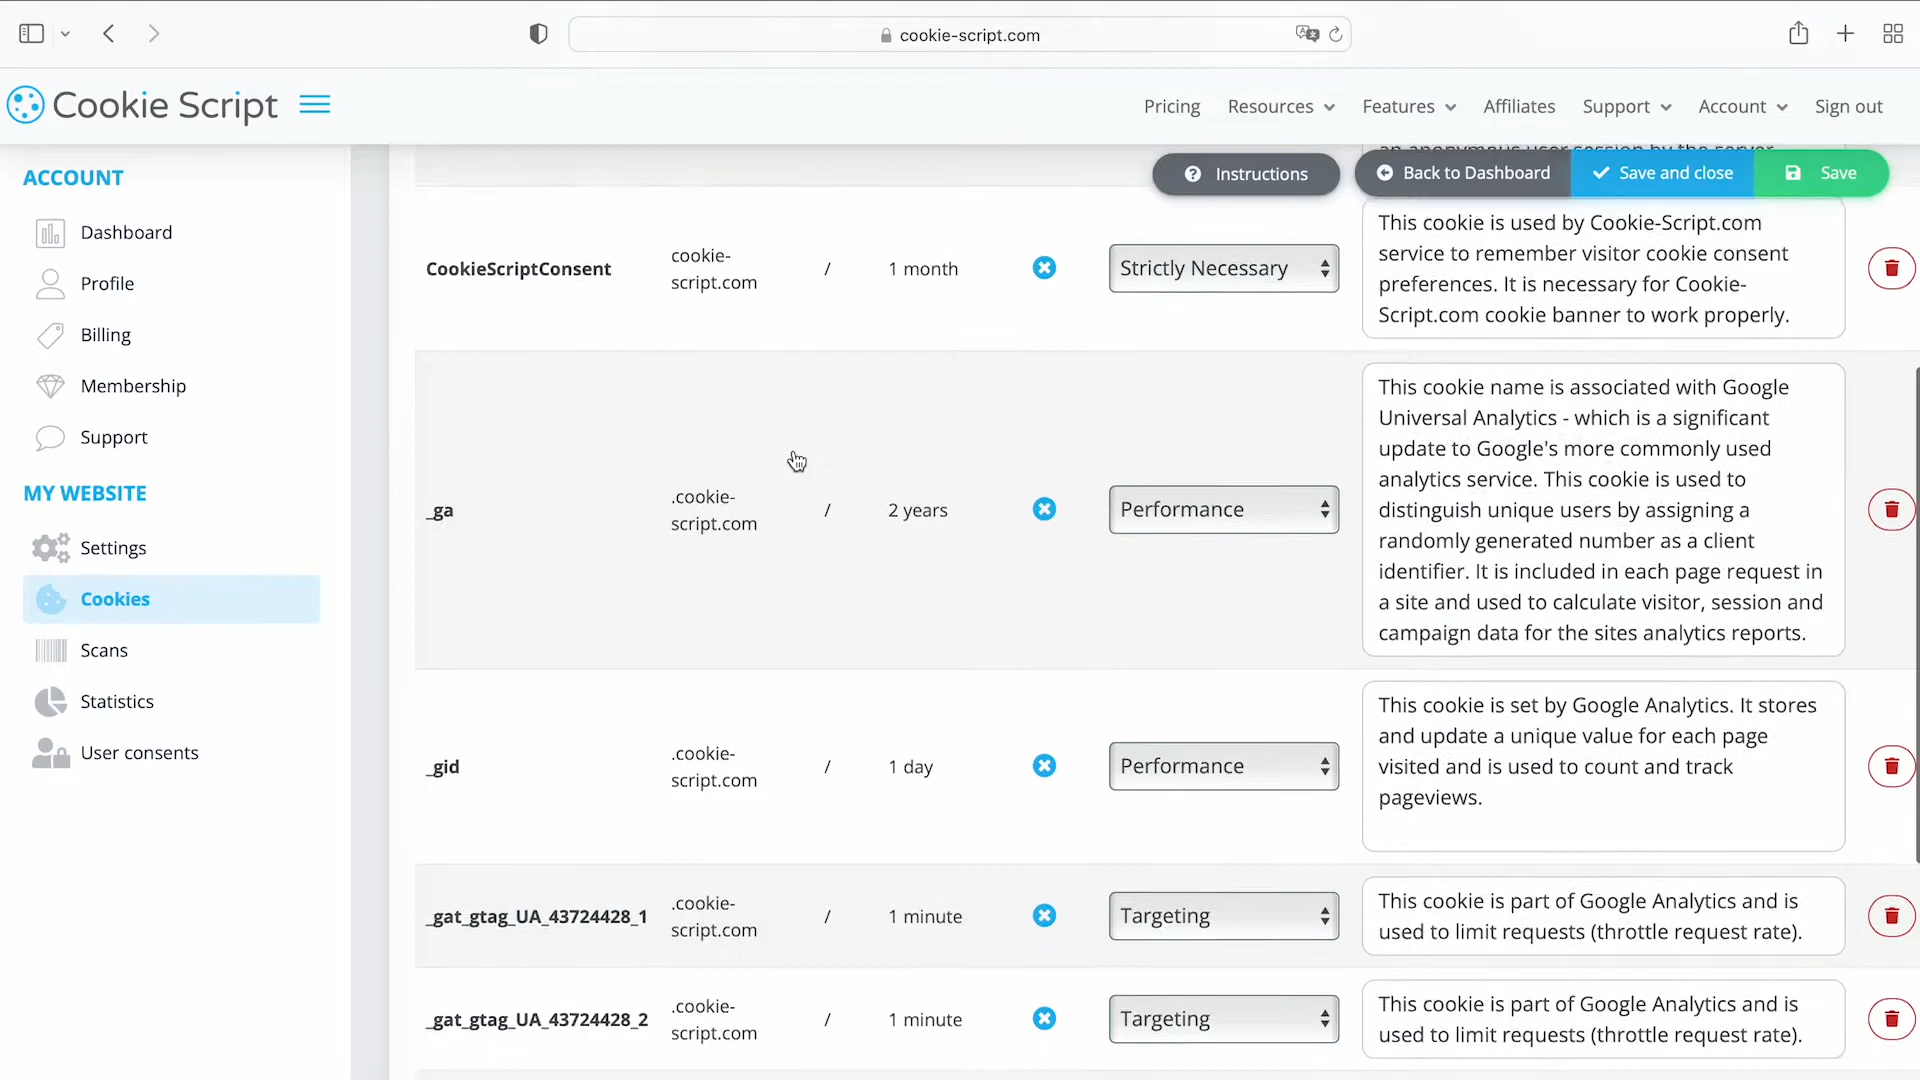 cookie-script.com
Cookie Script
Pricing
Resources
Features
Affiliates
Support
Account
Sign out
ACCOUNT
Dashboard
Profile
Billing
Membership
Support
MY WEBSITE
Settings
Cookies
Scans
Statistics
User consents
an anonymous user session by the server.
Instructions
Back to Dashboard
Save and close
Save
CookieScriptConsent
cookie-
script.com
/
1 month
Strictly Necessary
This cookie is used by Cookie-Script.com
service to remember visitor cookie consent
preferences. It is necessary for Cookie-
Script.com cookie banner to work properly.
_ga
.cookie-
script.com
/
2 years
Performance
This cookie name is associated with Google
Universal Analytics - which is a significant
update to Google's more commonly used
analytics service. This cookie is used to
distinguish unique users by assigning a
randomly generated number as a client
identifier. It is included in each page request in
a site and used to calculate visitor, session and
campaign data for the sites analytics reports.
_gid
.cookie-
script.com
/
1 day
Performance
This cookie is set by Google Analytics. It stores
and update a unique value for each page
visited and is used to count and track
pageviews.
_gat_gtag_UA_43724428_1
.cookie-
script.com
/
1 minute
Targeting
This cookie is part of Google Analytics and is
used to limit requests (throttle request rate).
_gat_gtag_UA_43724428_2
.cookie-
script.com
/
1 minute
Targeting
This cookie is part of Google Analytics and is
used to limit requests (throttle request rate).